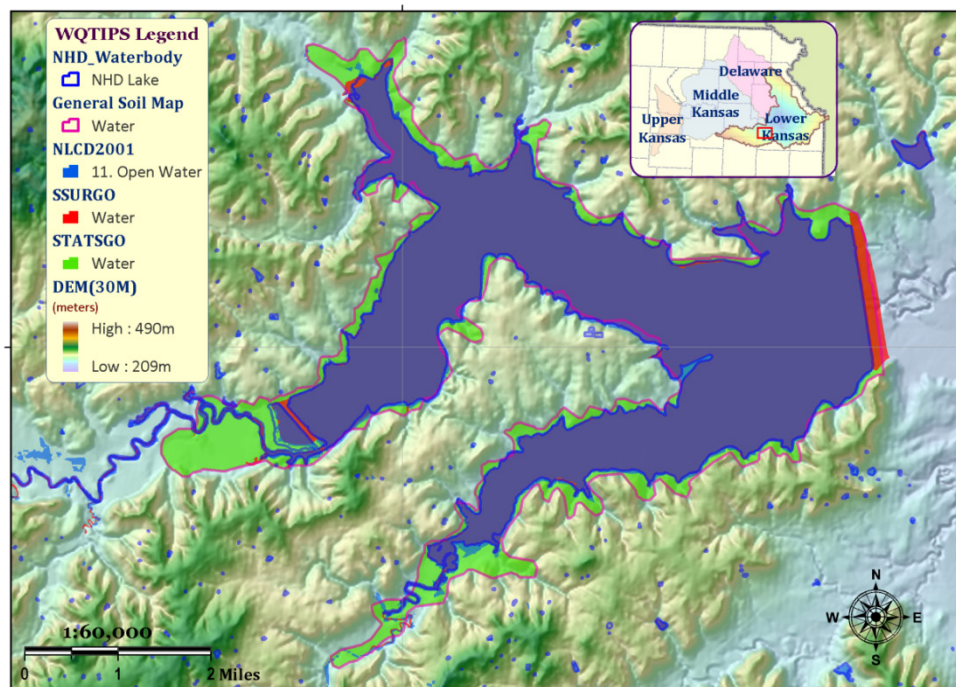 WQTIPS Legend
NHD_Waterbody
NHD Lake
General Soil Map
Water
NLCD2001
11. Open Water
SSURGO
Water
STATSGO
Water
DEM(30M)
(meters)
High : 490m
Low : 209m
Delaware
Middle
Kansas
Upper
Kansas
Lower
Kansas
1:60,000
0 1 2 Miles
N
W E
S